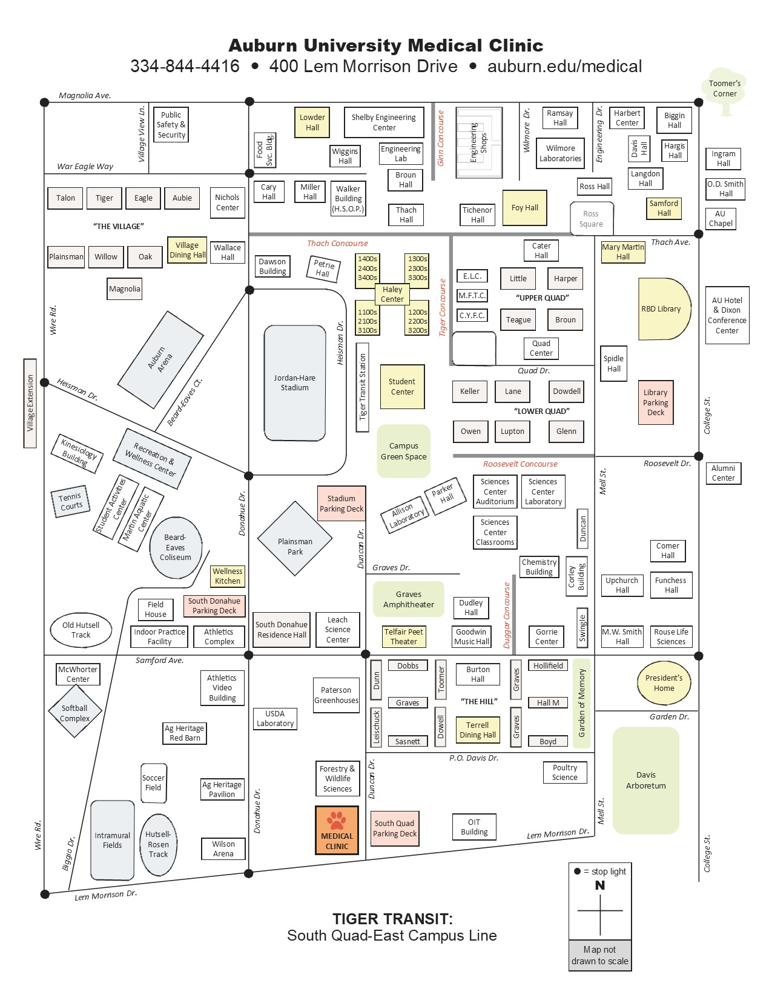 Auburn University Medical Clinic
334-844-4416 • 400 Lem Morrison Drive • auburn.edu/medical
Toomer's
Corner
Magnolia Ave.
Village View Ln.
Public
Safety &
Security
Food
Svc. Bldg.
Lowder
Hall
Shelby Engineering
Center
Wiggins
Hall
Engineering
Lab
Ginn Concourse
Engineering
Shops
Wilmore Dr.
Ramsay
Hall
Wilmore
Laboratories
Engineering Dr.
Harbert
Center
Biggin
Hall
Davis
Hall
Hargis
Hall
Ingram
Hall
War Eagle Way
Talon
Tiger
Eagle
Aubie
Nichols
Center
Cary
Hall
Miller
Hall
Walker
Building
(H.S.O.P.)
Broun
Hall
Thach
Hall
Tichenor
Hall
Foy Hall
Ross Hall
Langdon
Hall
O.D. Smith
Hall
Ross
Square
Samford
Hall
AU
Chapel
“THE VILLAGE”
Thach Concourse
Thach Ave.
Plainsman
Willow
Oak
Village
Dining Hall
Wallace
Hall
Magnolia
Dawson
Building
Petrie
Hall
1400s
2400s
3400s
1300s
2300s
3300s
Haley
Center
1100s
2100s
3100s
1200s
2200s
3200s
Tiger Concourse
E.L.C.
M.F.T.C.
C.Y.F.C.
Cater
Hall
Little
Harper
“UPPER QUAD”
Teague
Broun
Quad
Center
Quad Dr.
Mary Martin
Hall
RBD Library
AU Hotel
& Dixon
Conference
Center
Spidle
Hall
Library
Parking
Deck
College St.
Wire Rd.
Auburn
Arena
Beard-Eaves Ct.
Heisman Dr.
Village Extension
Jordan-Hare
Stadium
Heisman Dr.
Tiger Transit Station
Student
Center
Campus
Green Space
Keller
Lane
Dowdell
“LOWER QUAD”
Owen
Lupton
Glenn
Roosevelt Concourse
Roosevelt Dr.
Mell St.
Alumni
Center
Kinesiology
Building
Recreation &
Wellness Center
Tennis
Courts
Student Activities
Center
Martin Aquatic
Center
Beard-
Eaves
Coliseum
Donahue Dr.
Stadium
Parking Deck
Plainsman
Park
Duncan Dr.
Allison
Laboratory
Parker
Hall
Sciences
Center
Auditorium
Sciences
Center
Laboratory
Sciences
Center
Classrooms
Duncan
Chemistry
Building
Corley
Building
Comer
Hall
Upchurch
Hall
Funchess
Hall
Wellness
Kitchen
Graves Dr.
Graves
Amphitheater
Dudley
Hall
Duggar Concourse
Field
House
South Donahue
Parking Deck
Old Hutsell
Track
Indoor Practice
Facility
Athletics
Complex
South Donahue
Residence Hall
Leach
Science
Center
Telfair Peet
Theater
Goodwin
Music Hall
Gorrie
Center
Swingle
M.W. Smith
Hall
Rouse Life
Sciences
Samford Ave.
McWhorter
Center
Softball
Complex
Athletics
Video
Building
USDA
Laboratory
Paterson
Greenhouses
Dunn
Dobbs
Toomer
Burton
Hall
Graves
Hollifield
Graves
“THE HILL”
Hall M
Leischuck
Sasnett
Dowell
Terrell
Dining Hall
Graves
Boyd
Garden of Memory
President's
Home
Garden Dr.
Ag Heritage
Red Barn
P.O. Davis Dr.
Soccer
Field
Ag Heritage
Pavilion
Forestry &
Wildlife
Sciences
Duncan Dr.
Poultry
Science
Davis
Arboretum
Donahue Dr.
MEDICAL
CLINIC
South Quad
Parking Deck
OIT
Building
Mell St.
Lem Morrison Dr.
Wire Rd.
Biggio Dr.
Intramural
Fields
Hutsell-
Rosen
Track
Wilson
Arena
College St.
Lem Morrison Dr.
= stop light
N
Map not
drawn to scale
TIGER TRANSIT:
South Quad-East Campus Line